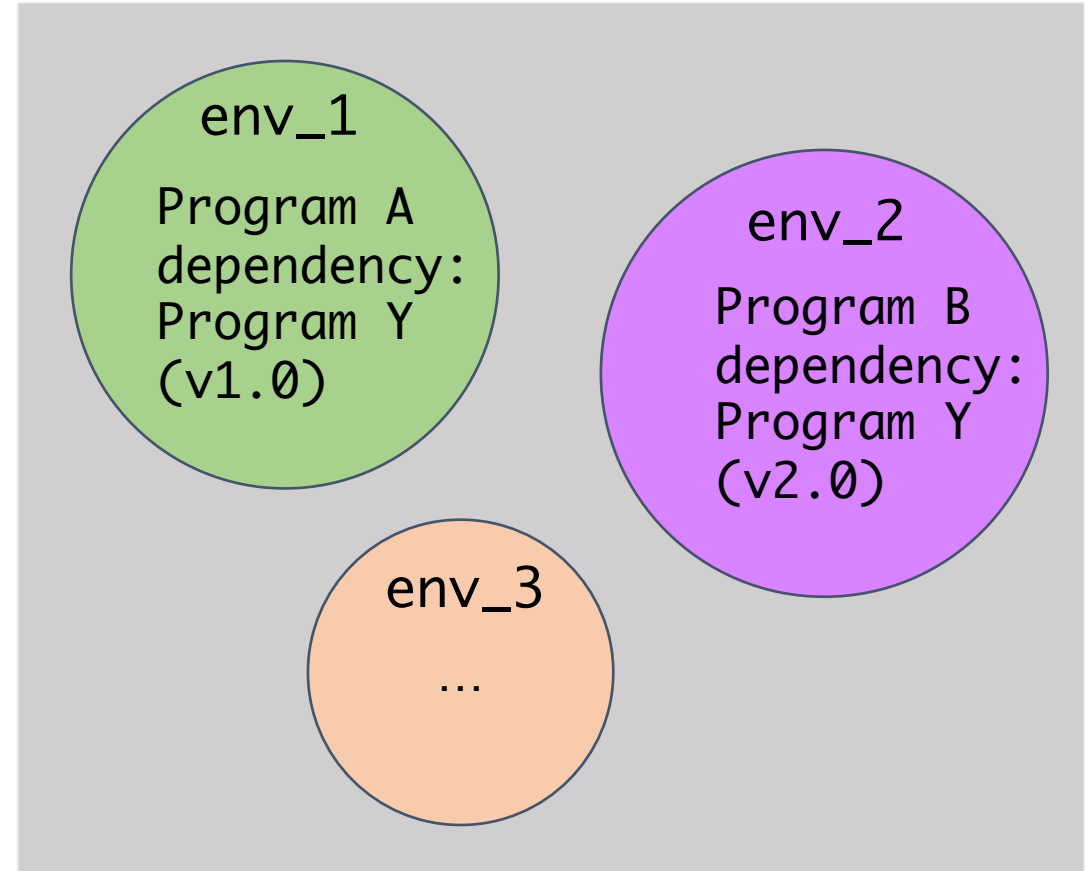 env_1
Program A
dependency:
Program Y
(v1.0)
env_2
Program B
dependency:
Program Y
(v2.0)
env_3
...